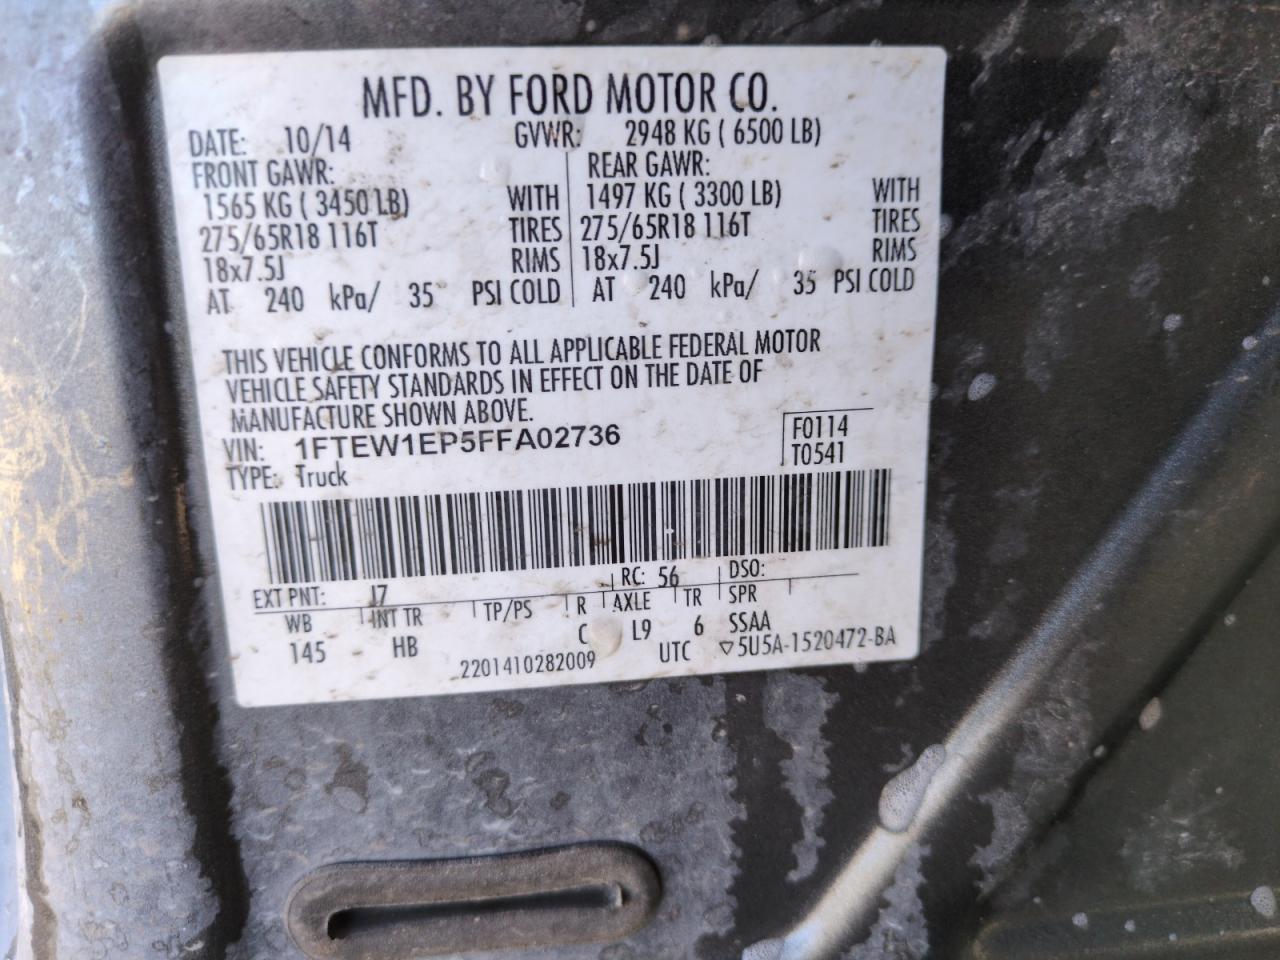 MFD. BY FORD MOTOR CO.
DATE: 10/14 GVWR: 2948 KG ( 6500 LB)
FRONT GAWR: REAR GAWR:
1565 KG ( 3450 LB) WITH 1497 KG ( 3300 LB) WITH
275/65R18 116T TIRES 275/65R18 116T TIRES
18x7.5J RIMS 18x7.5J RIMS
AT 240 kPa/ 35 PSI COLD AT 240 kPa/ 35 PSI COLD
THIS VEHICLE CONFORMS TO ALL APPLICABLE FEDERAL MOTOR
VEHICLE SAFETY STANDARDS IN EFFECT ON THE DATE OF
MANUFACTURE SHOWN ABOVE.
VIN: 1FTEW1EP5FFA02736 F0114
TYPE: Truck T0541
EXT PNT: J7 RC: 56 DSO:
WB INT TR TP/PS R AXLE TR SPR
145 HB C L9 6 SSAA
2201410282009 UTC ▽5U5A-1520472-BA